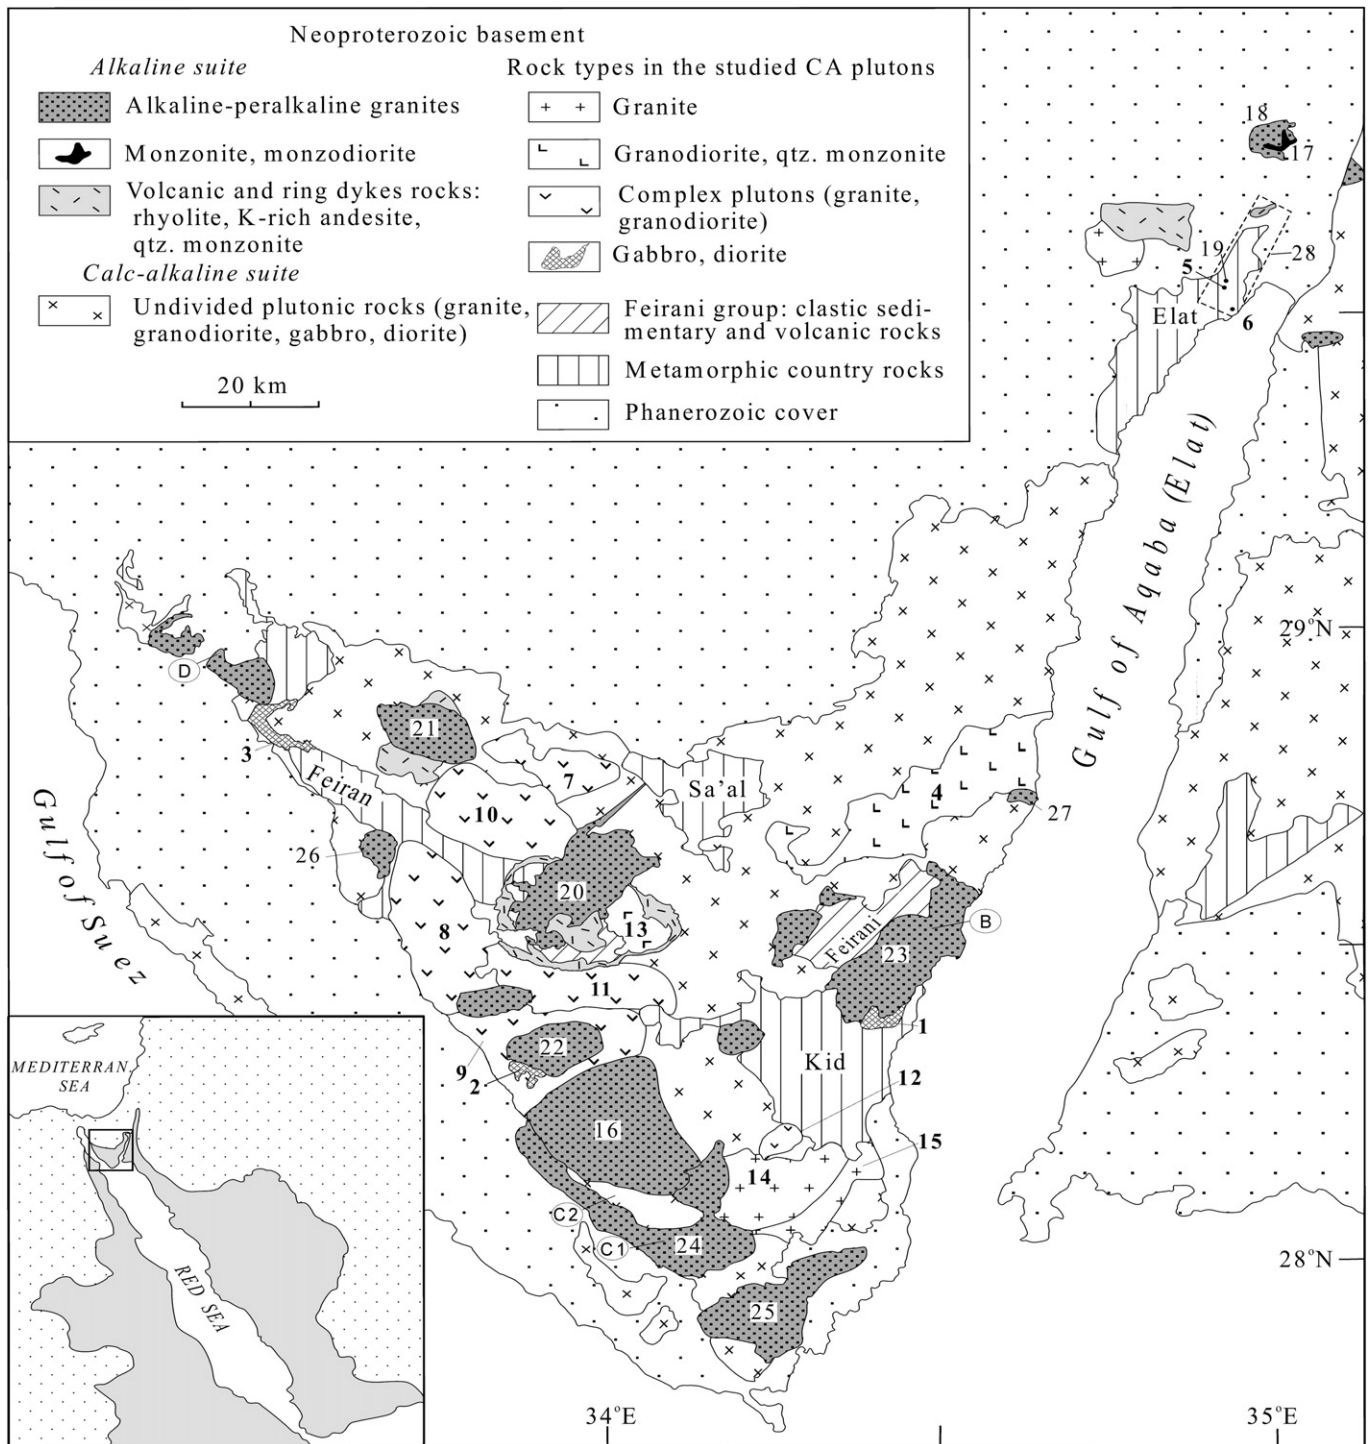 Neoproterozoic basement
Alkaline suite
Alkaline-peralkaline granites
Monzonite, monzodiorite
Volcanic and ring dykes rocks:
rhyolite, K-rich andesite,
qtz. monzonite
Calc-alkaline suite
Undivided plutonic rocks (granite,
granodiorite, gabbro, diorite)
20 km
Rock types in the studied CA plutons
Granite
Granodiorite, qtz. monzonite
Complex plutons (granite,
granodiorite)
Gabbro, diorite
Feirani group: clastic sedi-
mentary and volcanic rocks
Metamorphic country rocks
Phanerozoic cover
18
17
19
5
28
Elat
6
Gulf of Aqaba (Elat)
29°N
D
21
3
7
Feiran
Sa'al
10
4
27
26
20
Gulf of Suez
8
13
B
Feirani
23
11
1
22
Kid
9
2
12
16
15
14
C2
C1
24
28°N
25
34°E
35°E
MEDITERRAN.
SEA
RED SEA